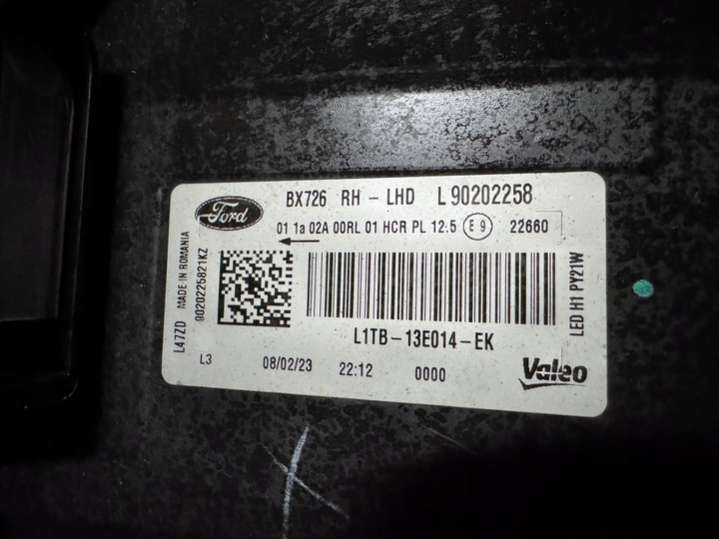 Ford
BX726 RH - LHD L 90202258
01 1a 02A 00RL 01 HCR PL 12.5 E 9 22660
L47ZD MADE IN ROMANIA
9020225821KZ
LED H1 PY21W
L1TB-13E014-EK
L3 08/02/23 22:12 0000
Valeo